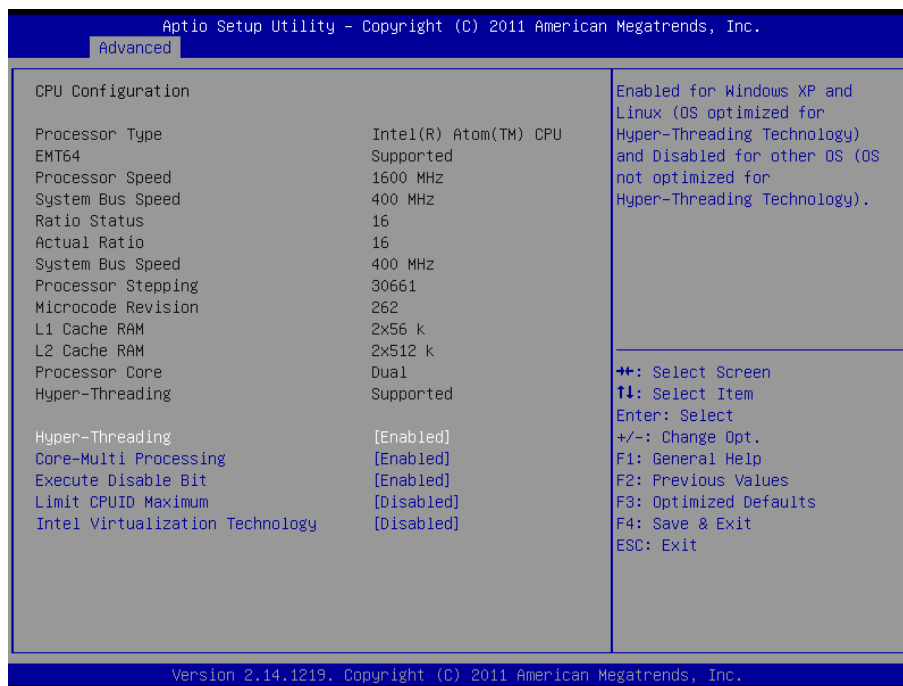 Aptio Setup Utility – Copyright (C) 2011 American Megatrends, Inc.
Advanced
CPU Configuration
Processor Type Intel(R) Atom(TM) CPU
EMT64 Supported
Processor Speed 1600 MHz
System Bus Speed 400 MHz
Ratio Status 16
Actual Ratio 16
System Bus Speed 400 MHz
Processor Stepping 30661
Microcode Revision 262
L1 Cache RAM 2x56 k
L2 Cache RAM 2x512 k
Processor Core Dual
Hyper-Threading Supported
Hyper-Threading [Enabled]
Core-Multi Processing [Enabled]
Execute Disable Bit [Enabled]
Limit CPUID Maximum [Disabled]
Intel Virtualization Technology [Disabled]
Enabled for Windows XP and
Linux (OS optimized for
Hyper-Threading Technology)
and Disabled for other OS (OS
not optimized for
Hyper-Threading Technology).
→←: Select Screen
↑↓: Select Item
Enter: Select
+/-: Change Opt.
F1: General Help
F2: Previous Values
F3: Optimized Defaults
F4: Save & Exit
ESC: Exit
Version 2.14.1219. Copyright (C) 2011 American Megatrends, Inc.